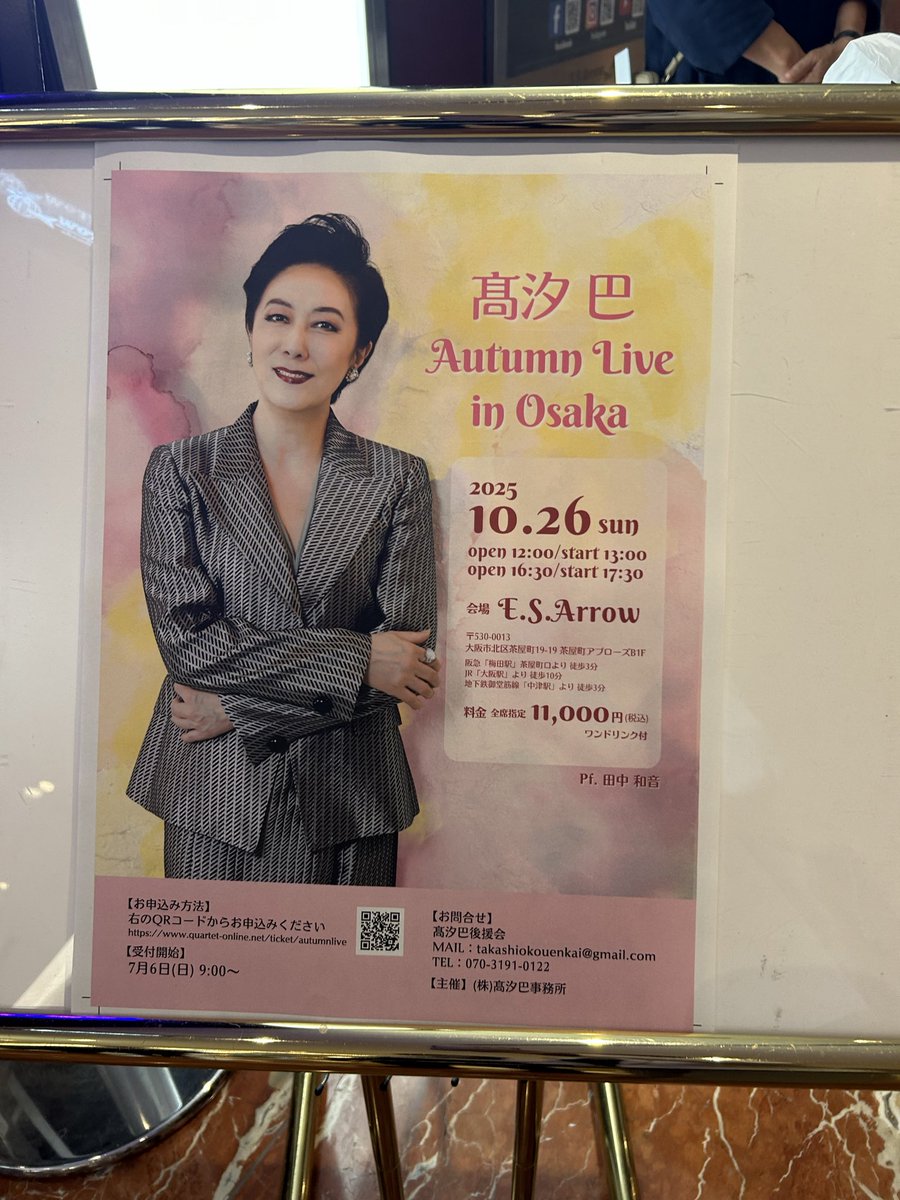 髙汐 巴
Autumn Live
in Osaka
2025
10.26 sun
open 12:00/start 13:00
open 16:30/start 17:30
会場 E.S.Arrow
〒530-0013
大阪市北区茶屋町19-19 茶屋町アプローズB1F
阪急「梅田駅」茶屋町口より 徒歩3分
JR「大阪駅」より 徒歩10分
地下鉄御堂筋線「中津駅」より 徒歩3分
料金 全席指定 11,000円(税込)
ワンドリンク付
Pf. 田中 和音
【お申込み方法】
右のQRコードからお申込みください
https://www.quartet-online.net/ticket/autumnlive
【受付開始】
7月6日(日) 9:00〜
【お問合せ】
髙汐巴後援会
MAIL：takashiokouenkai@gmail.com
TEL：070-3191-0122
【主催】(株)髙汐巴事務所